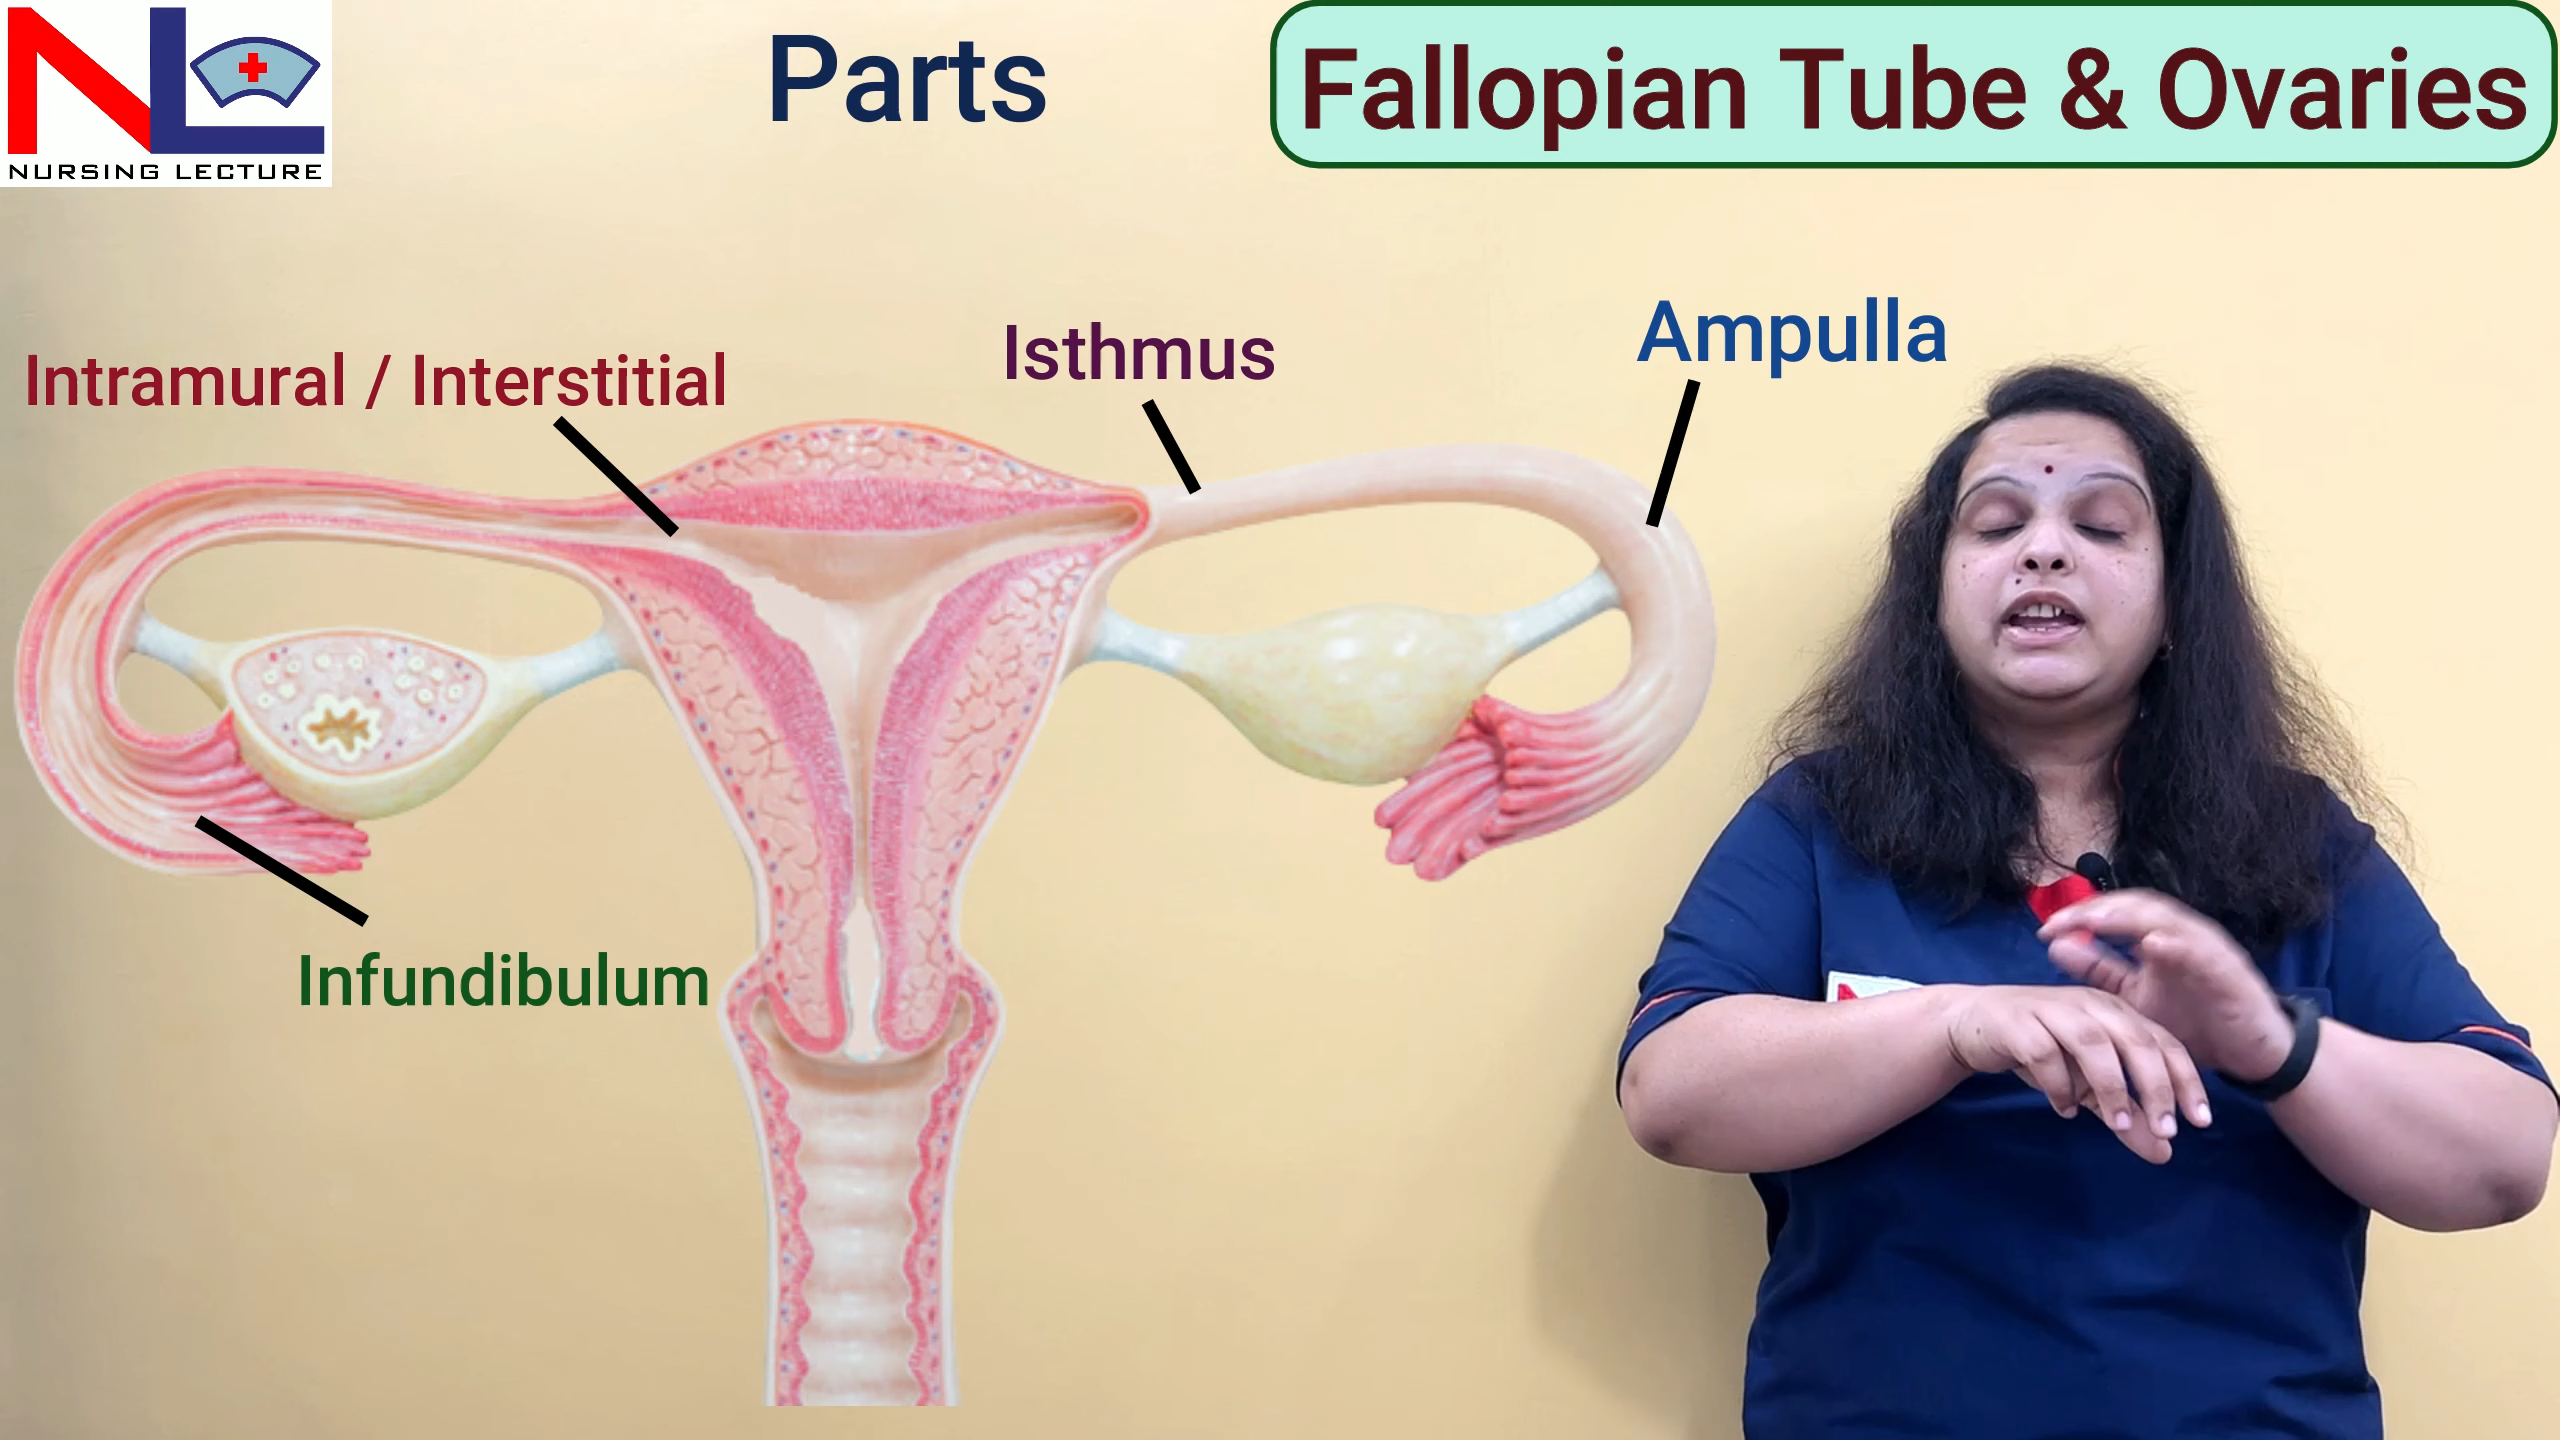 NL
NURSING LECTURE
Parts
Fallopian Tube & Ovaries
Intramural / Interstitial
Isthmus
Ampulla
Infundibulum